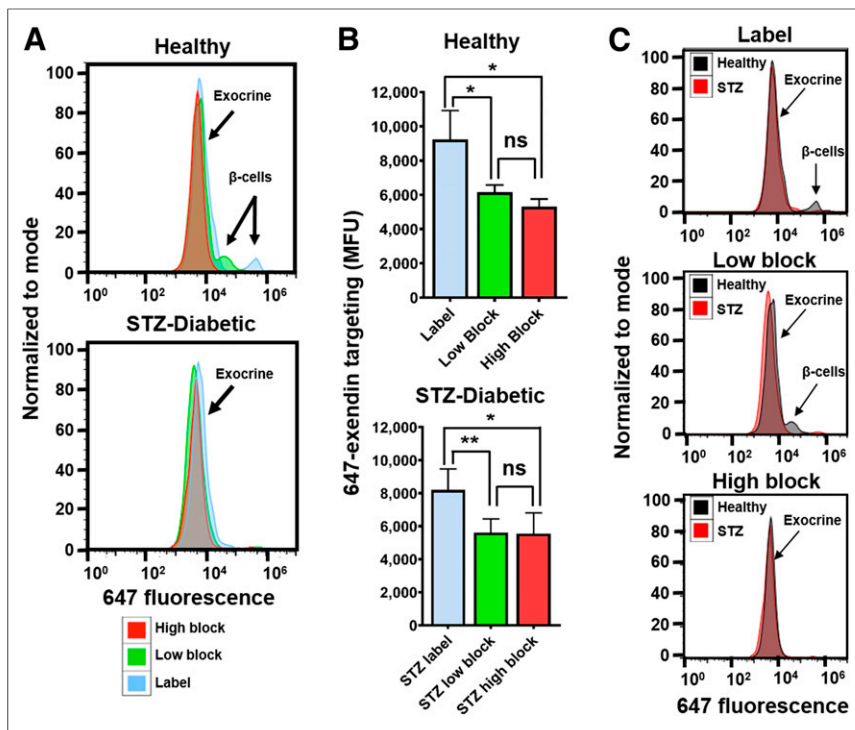 A
Healthy
100
80
60
40
20
0
Exocrine
β-cells
10⁰ 10² 10⁴ 10⁶
STZ-Diabetic
100
80
60
40
20
0
Exocrine
10⁰ 10² 10⁴ 10⁶
Normalized to mode
647 fluorescence
High block
Low block
Label
B
Healthy
12,000
10,000
8,000
6,000
4,000
2,000
0
*
*
ns
Label
Low Block
High Block
647-exendin targeting (MFU)
STZ-Diabetic
12,000
10,000
8,000
6,000
4,000
2,000
0
*
**
ns
STZ label
STZ low block
STZ high block
C
Label
Healthy
STZ
100
80
60
40
20
0
Exocrine
β-cells
10⁰ 10² 10⁴ 10⁶
Low block
Healthy
STZ
100
80
60
40
20
0
Exocrine
β-cells
10⁰ 10² 10⁴ 10⁶
Normalized to mode
High block
Healthy
STZ
100
80
60
40
20
0
Exocrine
10⁰ 10² 10⁴ 10⁶
647 fluorescence